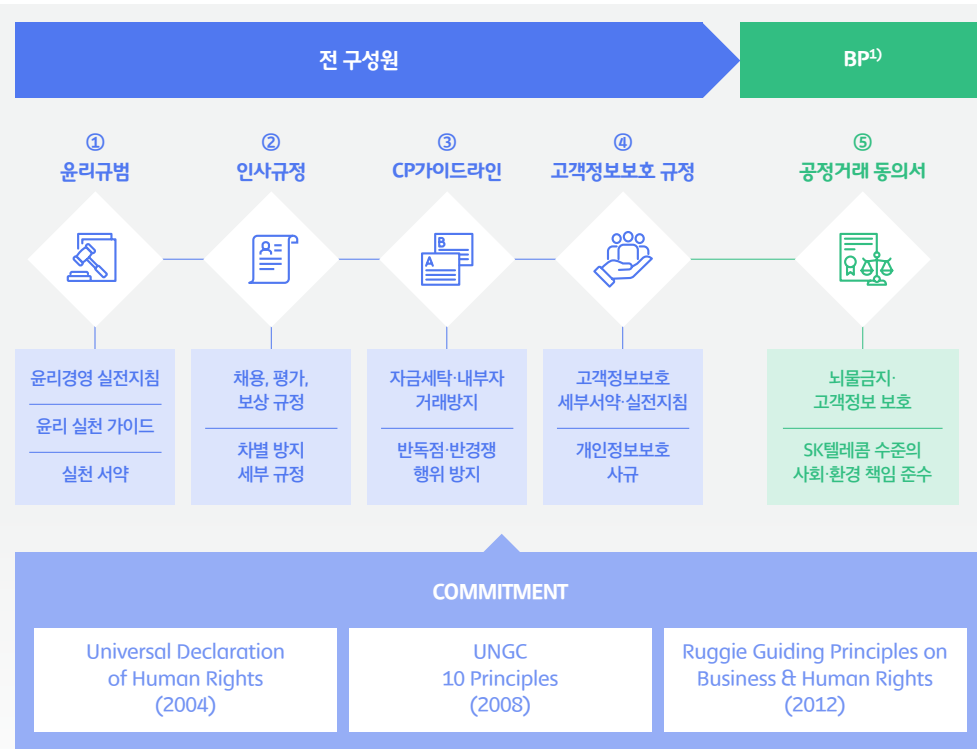 전 구성원
BP1)
①
윤리규범
②
인사규정
③
CP가이드라인
④
고객정보보호 규정
⑤
공정거래 동의서
B
A
윤리경영 실전지침
윤리 실천 가이드
실천 서약
채용, 평가,
보상 규정
차별 방지
세부 규정
자금세탁·내부자
거래방지
반독점·반경쟁
행위 방지
고객정보보호
세부서약·실전지침
개인정보보호
사규
뇌물금지·
고객정보 보호
SK텔레콤 수준의
사회·환경 책임 준수
COMMITMENT
Universal Declaration
of Human Rights
(2004)
UNGC
10 Principles
(2008)
Ruggie Guiding Principles on
Business & Human Rights
(2012)